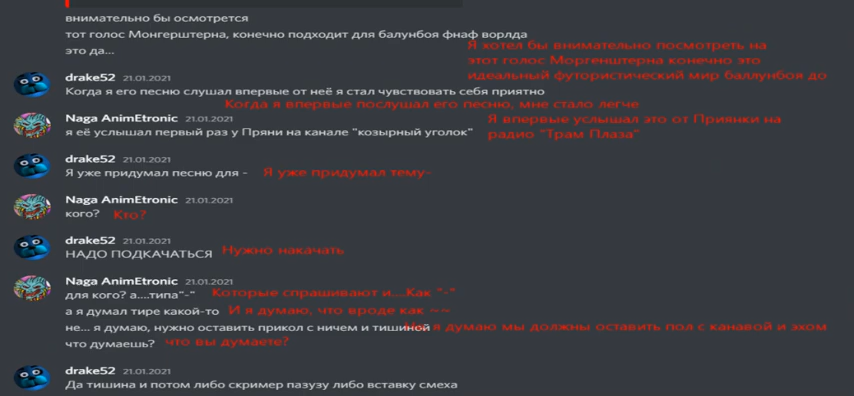 внимательно бы осмотрется
тот голос Монгерштерна, конечно подходит для балунбоя фнаф ворлда
это да...
Я хотел бы внимательно посмотреть на
этот голос Моргенштерна конечно это
идеальный футористический мир баллунбоя до
drake52 21.01.2021
Когда я его песню слушал впервые от неё я стал чувствовать себя приятно
Когда я впервые послушал его песню, мне стало легче
Naga AnimEtronic 21.01.2021
я её услышал первый раз у Пряни на канале "козырный уголок"
Я впервые услышал это от Приянки на
радио "Трам Плаза"
drake52 21.01.2021
Я уже придумал песню для - Я уже придумал тему-
Naga AnimEtronic 21.01.2021
кого? Кто?
drake52 21.01.2021
НАДО ПОДКАЧАТЬСЯ Нужно накачать
Naga AnimEtronic 21.01.2021
для кого? а....типа"-" Которые спрашивают и....Как "-"
а я думал тире какой-то И я думаю, что вроде как ~~
не... я думаю, нужно оставить прикол с ничем и тишиной я думаю мы должны оставить пол с канавой и эхом
что думаешь? что вы думаете?
drake52 21.01.2021
Да тишина и потом либо скример пазузу либо вставку смеха